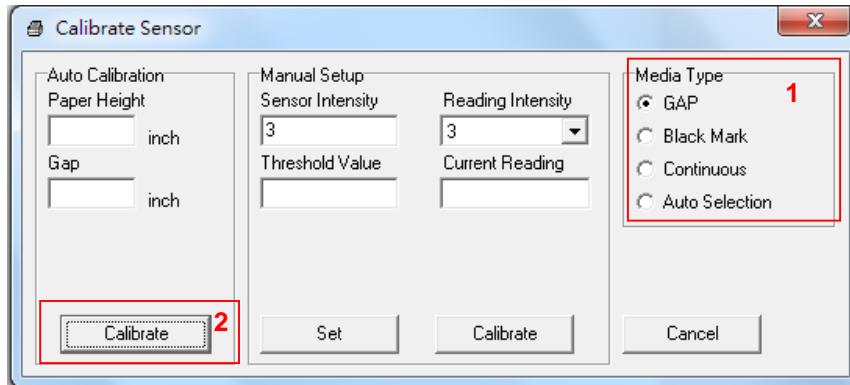 Calibrate Sensor
Auto Calibration
Paper Height
inch
Gap
inch
Calibrate
2
Manual Setup
Sensor Intensity
Reading Intensity
3
3
Threshold Value
Current Reading
Set
Calibrate
Media Type
1
GAP
Black Mark
Continuous
Auto Selection
Cancel